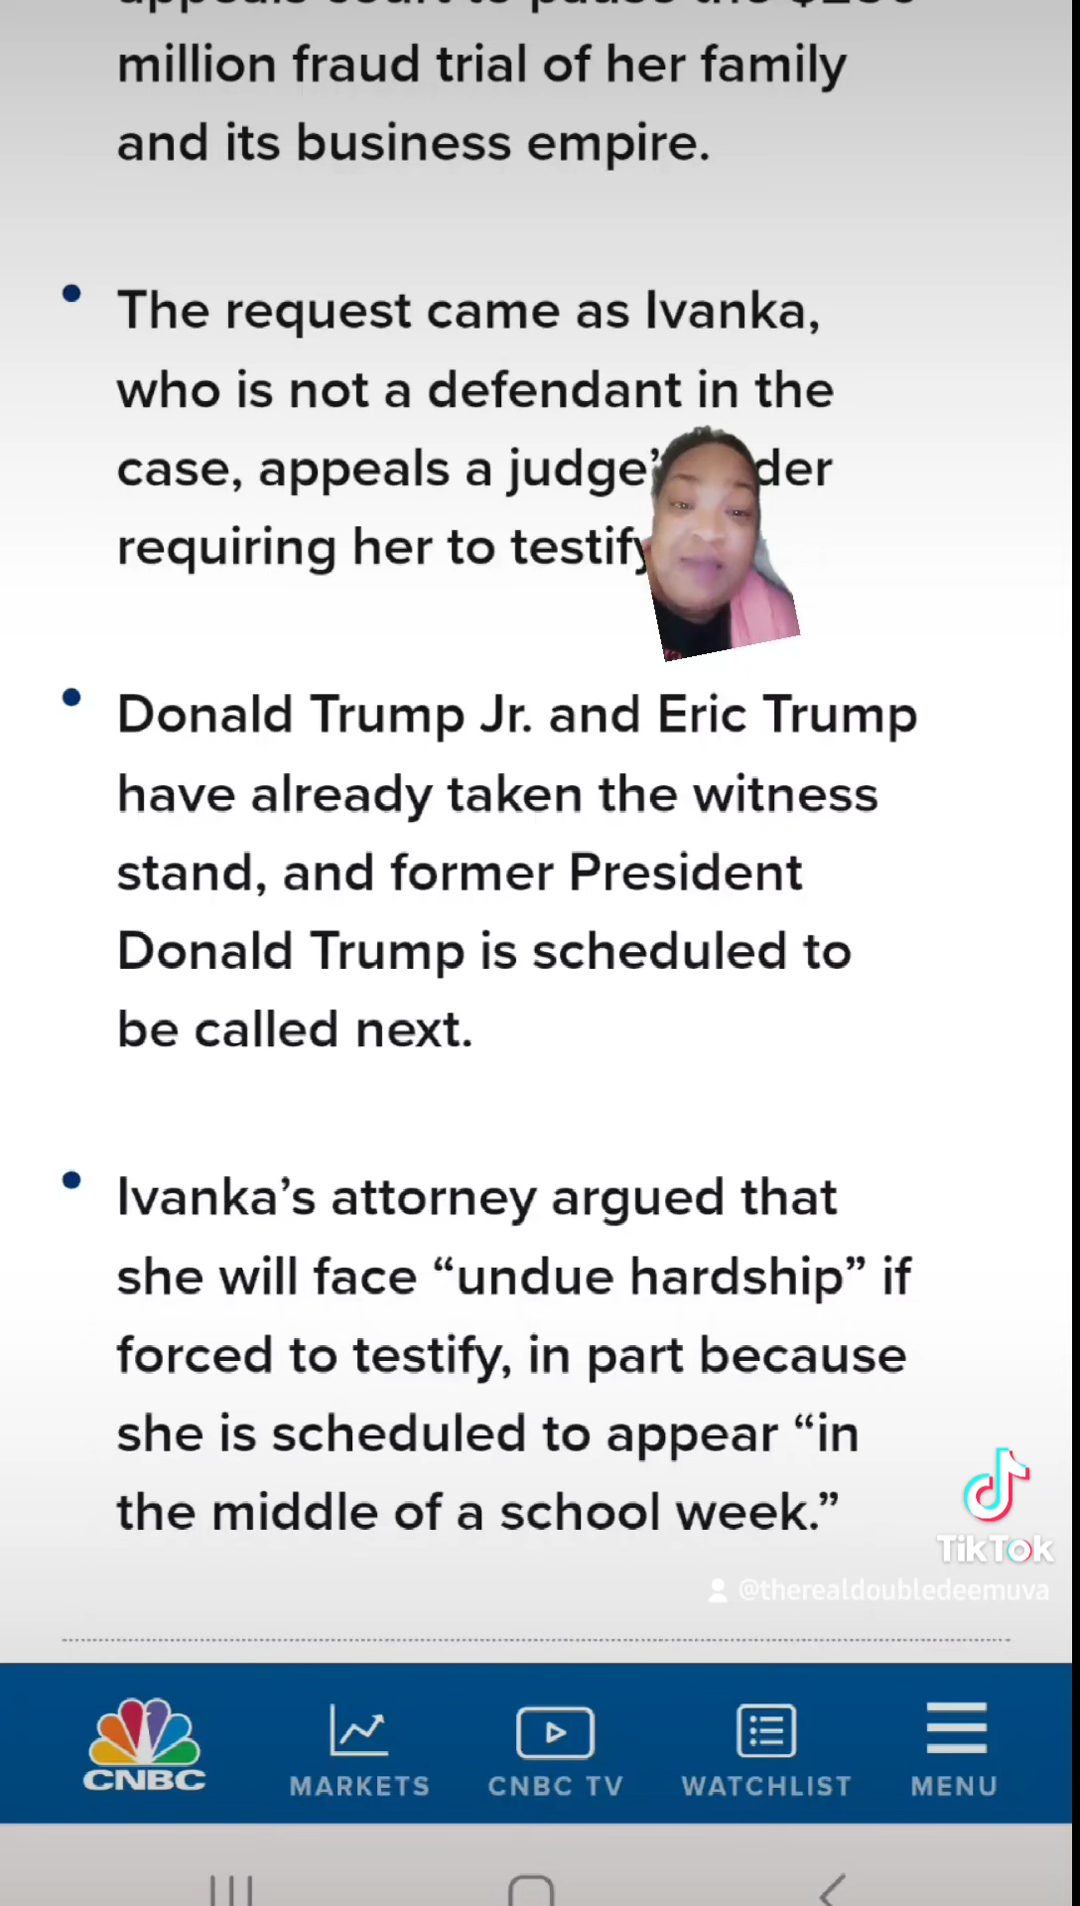 million fraud trial of her family
and its business empire.
• The request came as Ivanka,
who is not a defendant in the
case, appeals a judge’ der
requiring her to testify
• Donald Trump Jr. and Eric Trump
have already taken the witness
stand, and former President
Donald Trump is scheduled to
be called next.
• Ivanka’s attorney argued that
she will face “undue hardship” if
forced to testify, in part because
she is scheduled to appear “in
the middle of a school week.”
TikTok
@therealdoubledeemuva
CNBC
MARKETS
CNBC TV
WATCHLIST
MENU